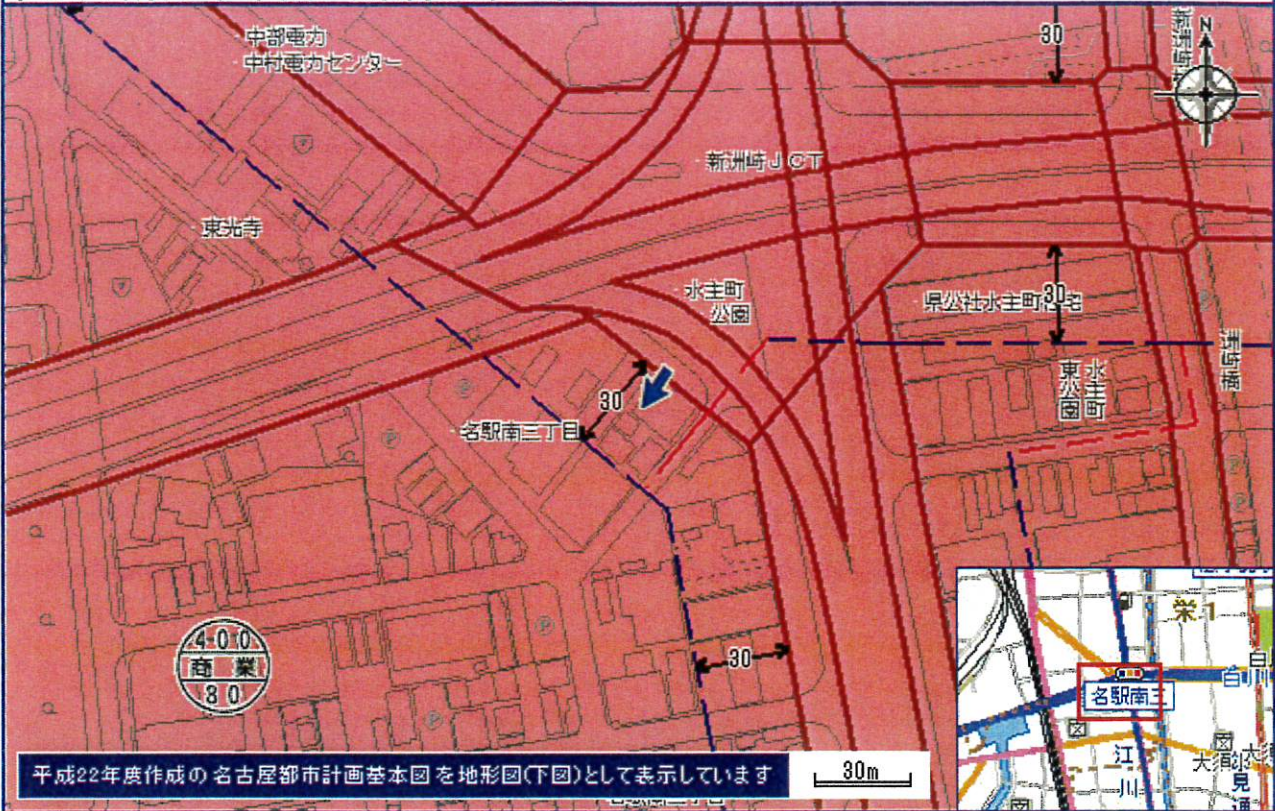 中部電力
中村電力センター
30
新洲崎橋
N
新洲崎JCT
東光寺
水主町
公園
30
県公社水主町住宅
洲崎橋
水主町
東公園
30
名駅南三丁目
400
商業
80
30
栄1
白川
名駅南三
江川
大須
平成22年度作成の名古屋都市計画基本図を地形図(下図)として表示しています
30m